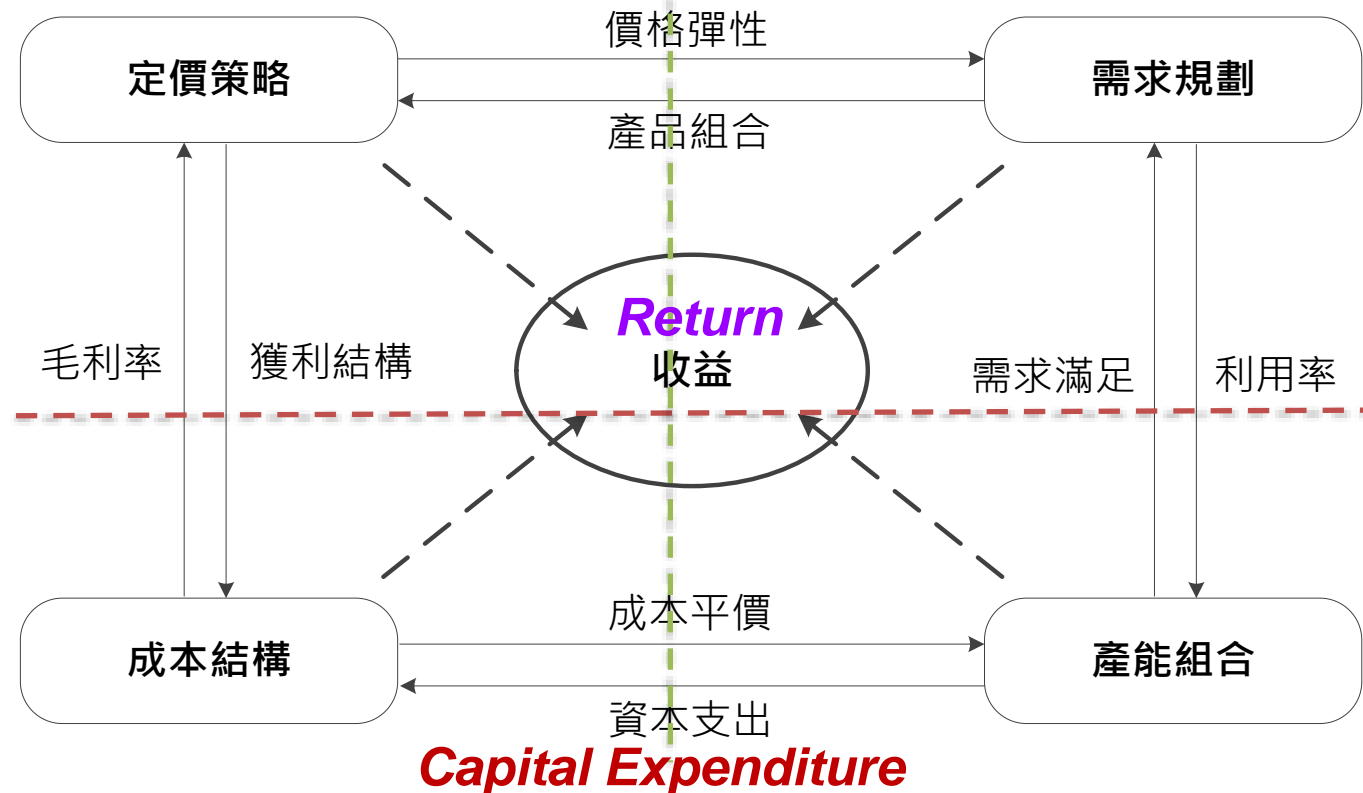 價格彈性
定價策略
需求規劃
產品組合
Return
收益
毛利率
獲利結構
需求滿足
利用率
成本平價
成本結構
產能組合
資本支出
Capital Expenditure